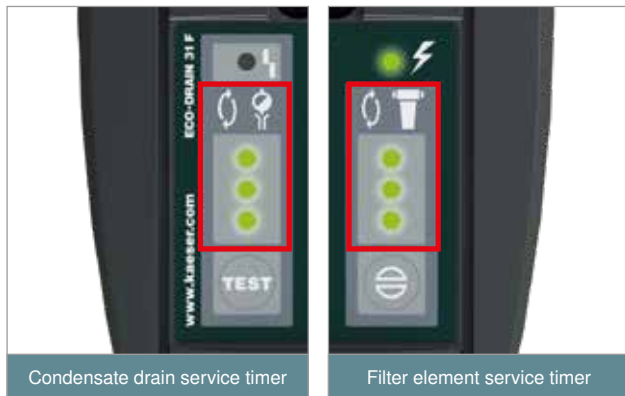 ECO-DRAIN 31 F
www.kaeser.com
TEST
Condensate drain service timer
Filter element service timer